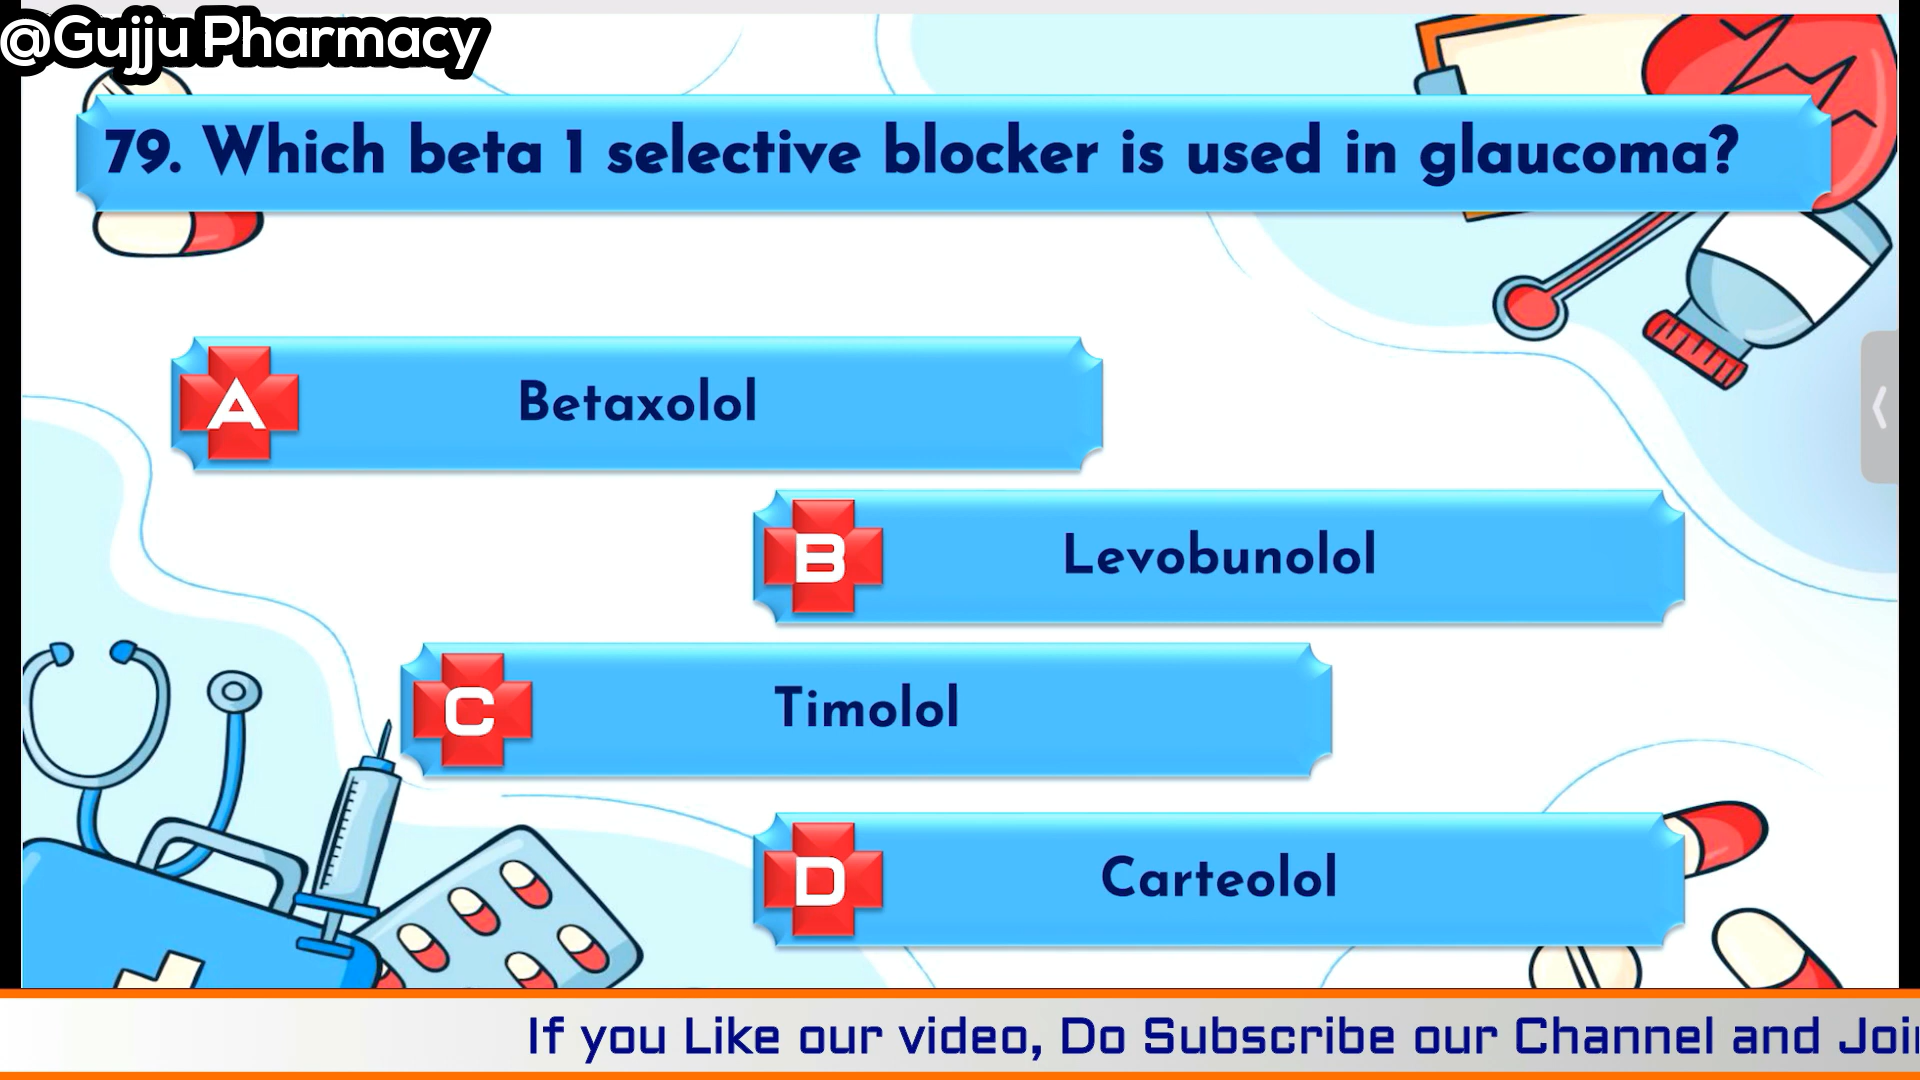 @Gujju Pharmacy
79. Which beta 1 selective blocker is used in glaucoma?
A Betaxolol
B Levobunolol
C Timolol
D Carteolol
If you Like our video, Do Subscribe our Channel and Joi